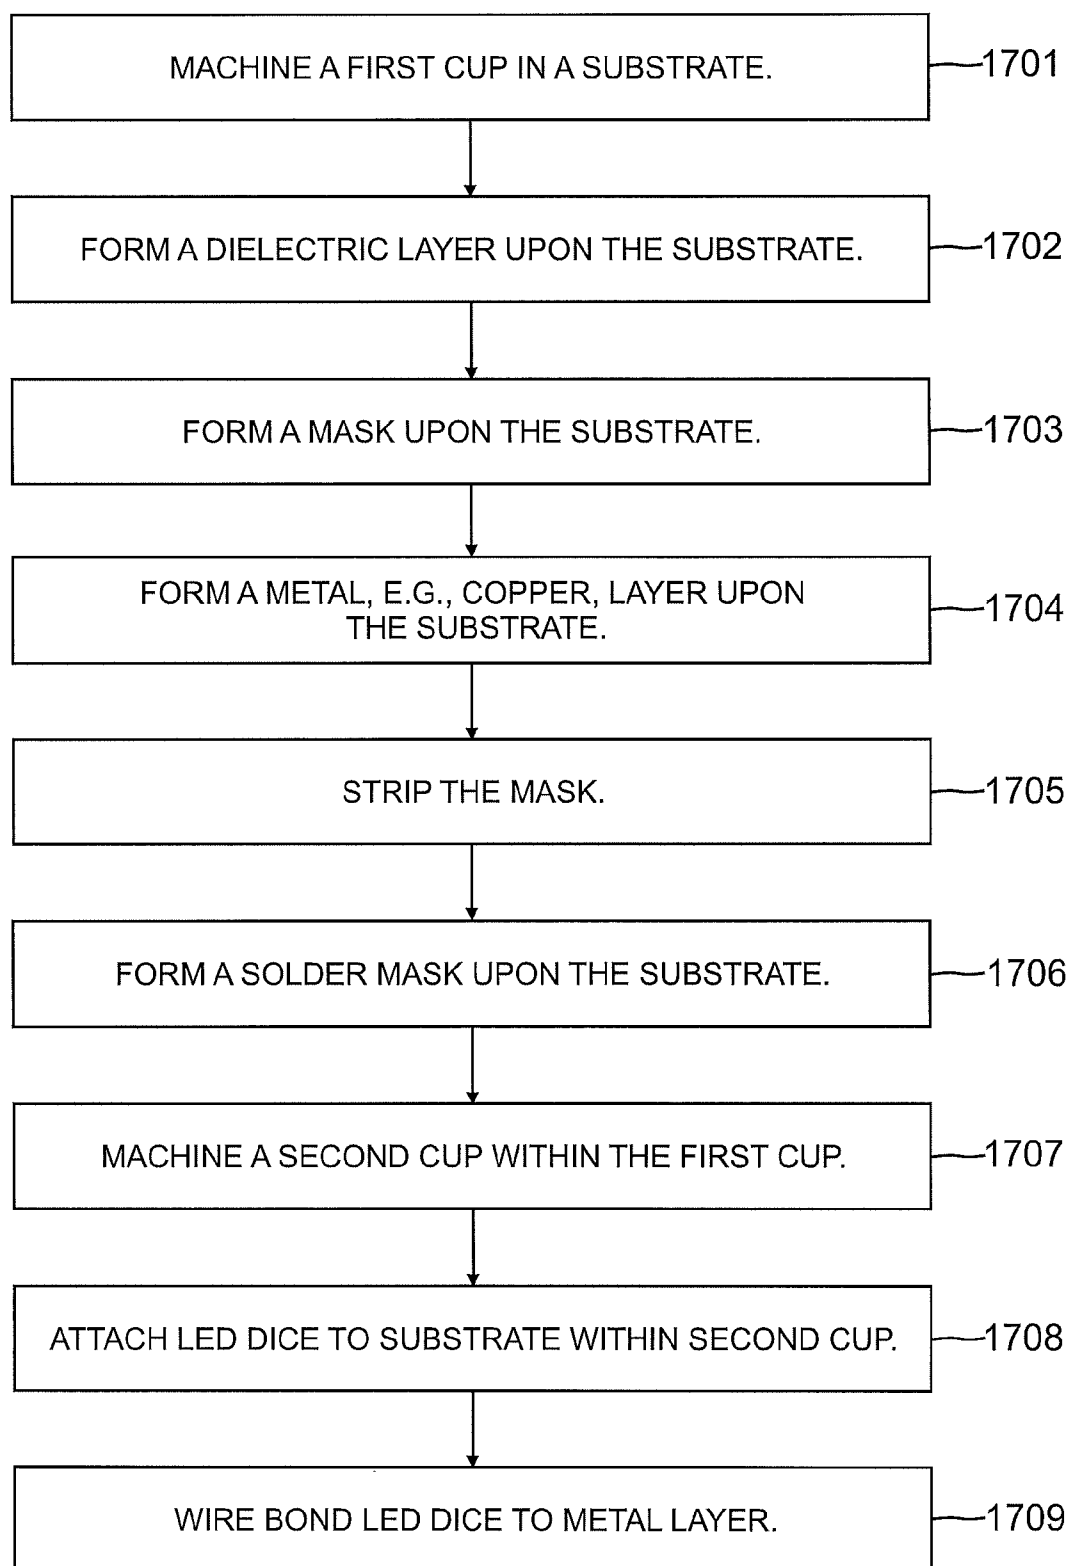 MACHINE A FIRST CUP IN A SUBSTRATE. 1701
FORM A DIELECTRIC LAYER UPON THE SUBSTRATE. 1702
FORM A MASK UPON THE SUBSTRATE. 1703
FORM A METAL, E.G., COPPER, LAYER UPON
THE SUBSTRATE. 1704
STRIP THE MASK. 1705
FORM A SOLDER MASK UPON THE SUBSTRATE. 1706
MACHINE A SECOND CUP WITHIN THE FIRST CUP. 1707
ATTACH LED DICE TO SUBSTRATE WITHIN SECOND CUP. 1708
WIRE BOND LED DICE TO METAL LAYER. 1709